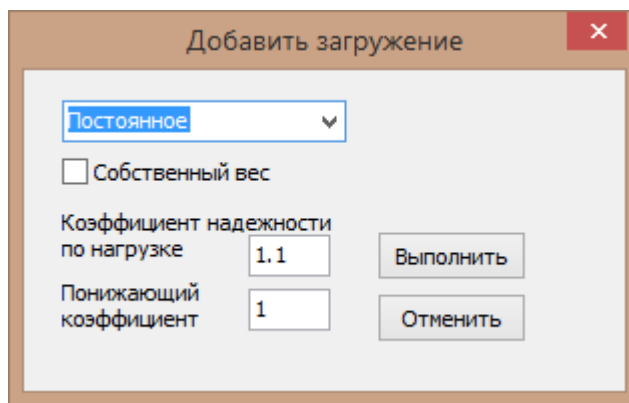 Добавить загружение
Постоянное
Собственный вес
Коэффициент надежности
по нагрузке
1.1
Выполнить
Понижающий
коэффициент
1
Отменить